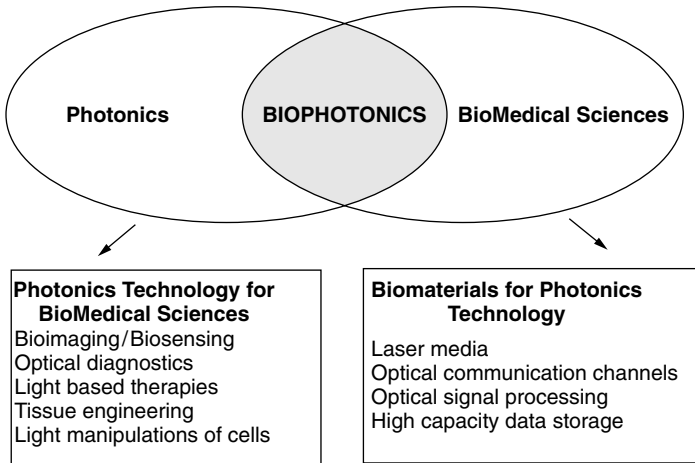 Photonics
BIOPHOTONICS
BioMedical Sciences
Photonics Technology for
BioMedical Sciences
Bioimaging/Biosensing
Optical diagnostics
Light based therapies
Tissue engineering
Light manipulations of cells
Biomaterials for Photonics
Technology
Laser media
Optical communication channels
Optical signal processing
High capacity data storage